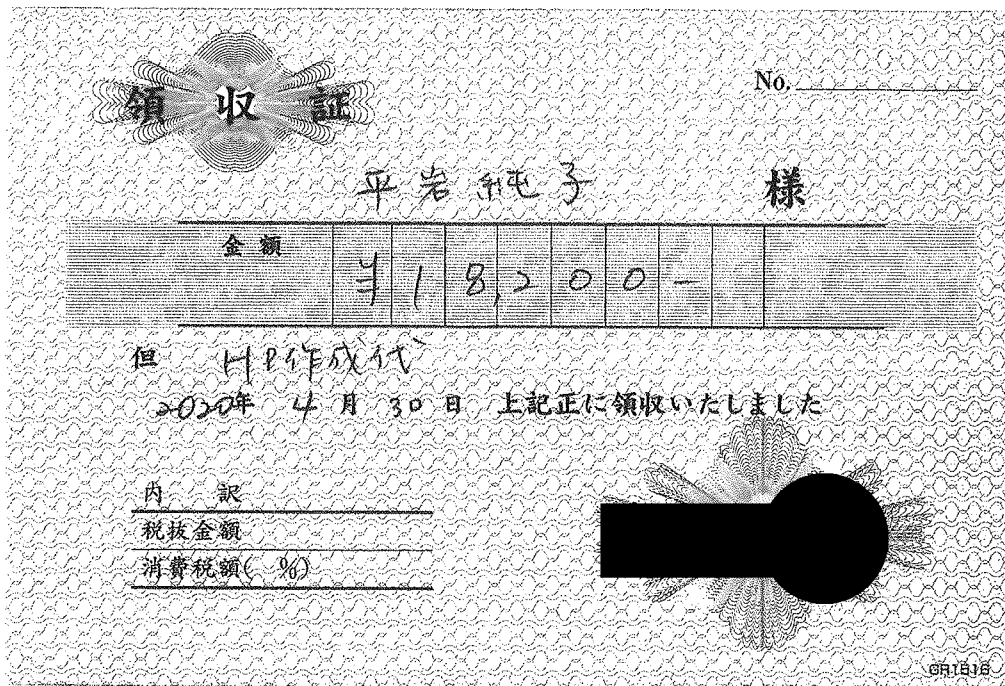 領収証
No.
平岩純子 様
金額 ¥18,200-
但 HP作成代
2020年 4月 30日 上記正に領収いたしました
内 訳
税抜金額
消費税額( %)
GR1616